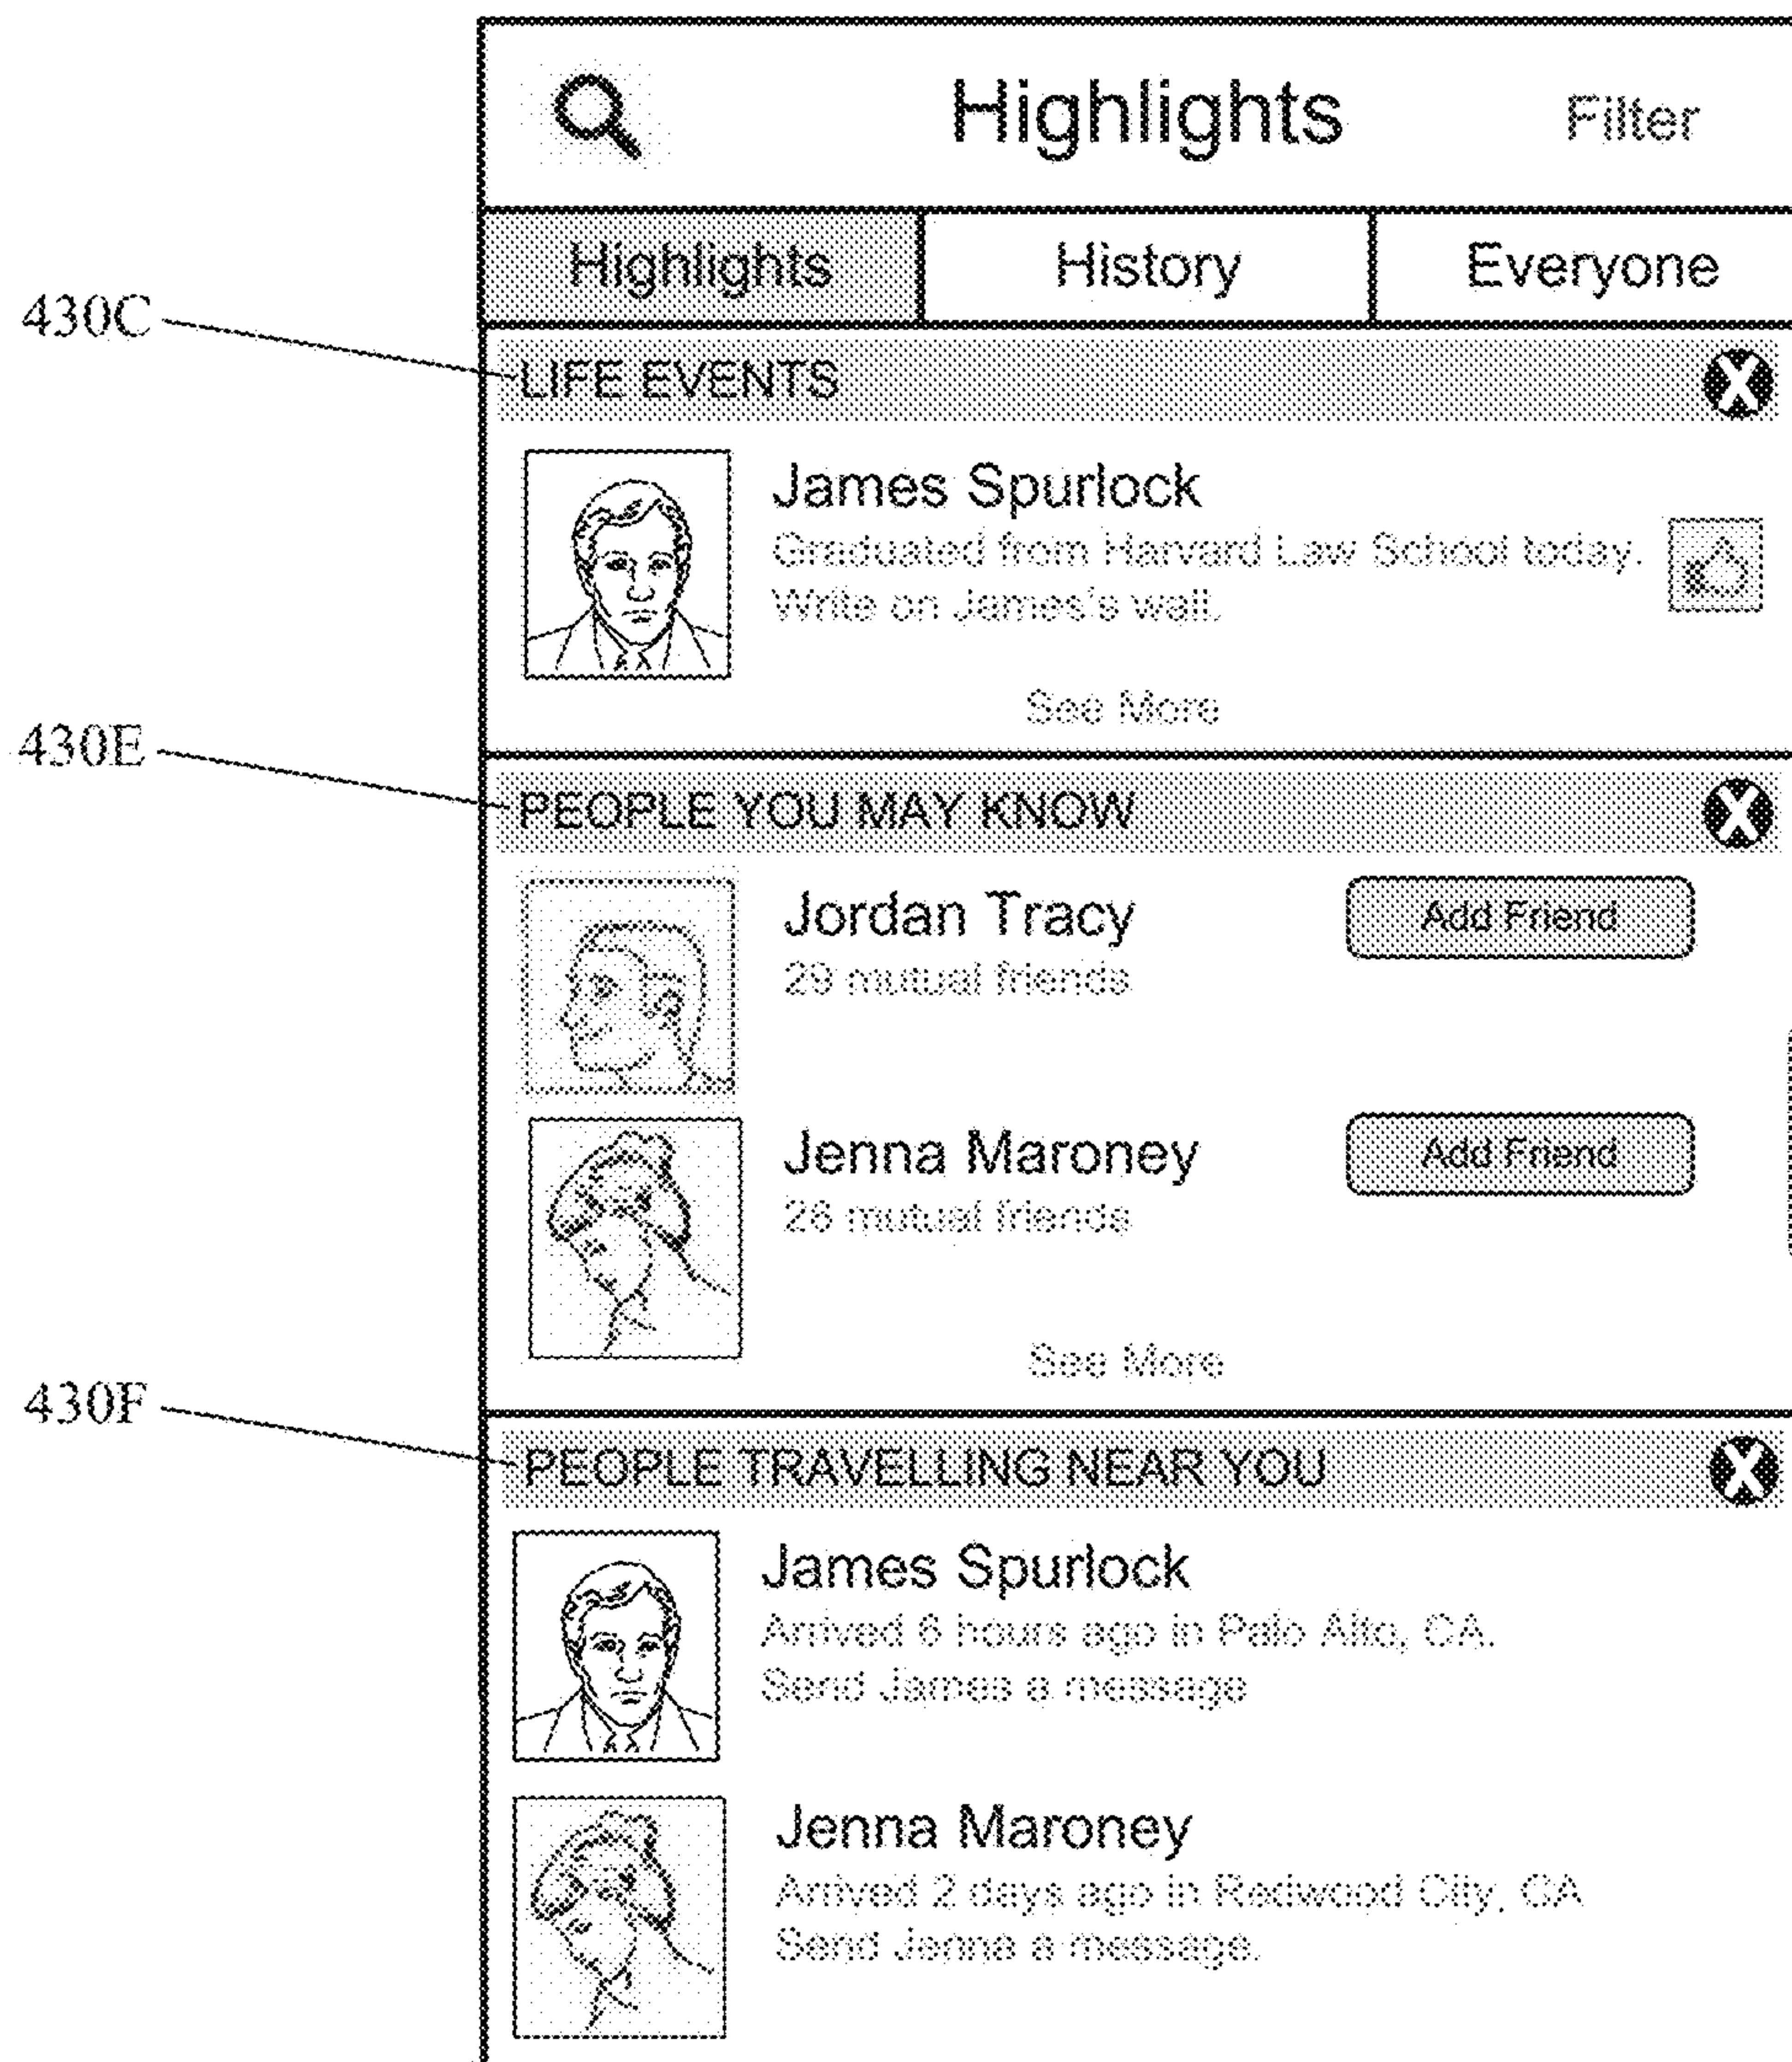 Highlights Filter
Highlights History Everyone
430C
LIFE EVENTS X
James Spurlock
Graduated from Harvard Law School today.
Write on James's wall.
See More
430E
PEOPLE YOU MAY KNOW X
Jordan Tracy Add Friend
29 mutual friends
Jenna Maroney Add Friend
28 mutual friends
See More
430F
PEOPLE TRAVELLING NEAR YOU X
James Spurlock
Arrived 6 hours ago in Palo Alto, CA.
Send James a message
Jenna Maroney
Arrived 2 days ago in Redwood City, CA
Send Jenna a message.